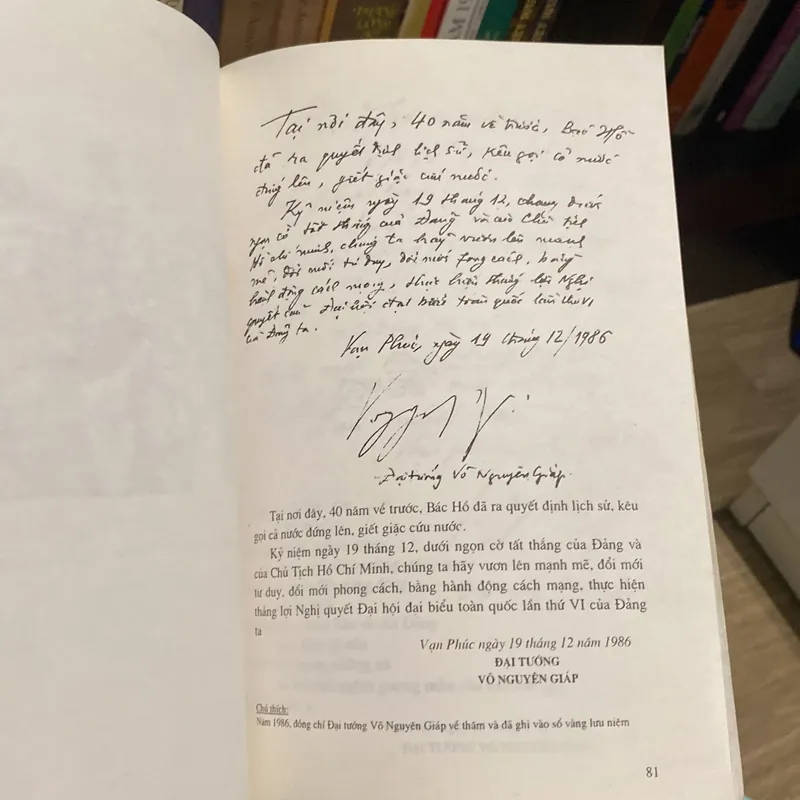 Tại nơi đây, 40 năm về trước, Bác Hồ
đã ra quyết định lịch sử, kêu gọi cả nước
đứng lên, giết giặc cứu nước.
Kỷ niệm ngày 19 tháng 12, dưới
ngọn cờ tất thắng của Đảng và của Chủ tịch
Hồ Chí Minh, chúng ta hãy vươn lên mạnh
mẽ, đổi mới tư duy, đổi mới fong cách, bằng
hành động cách mạng, thực hiện thắng lợi Nghị
quyết của Đại hội đại biểu toàn quốc lần thứ VI
của Đảng ta.
Vạn Phúc, ngày 19 tháng 12/1986
Đại tướng Võ Nguyên Giáp
Tại nơi đây, 40 năm về trước, Bác Hồ đã ra quyết định lịch sử, kêu
gọi cả nước đứng lên, giết giặc cứu nước.
Kỷ niệm ngày 19 tháng 12, dưới ngọn cờ tất thắng của Đảng và
của Chủ Tịch Hồ Chí Minh, chúng ta hãy vươn lên mạnh mẽ, đổi mới
tư duy, đổi mới phong cách, bằng hành động cách mạng, thực hiện
thắng lợi Nghị quyết Đại hội đại biểu toàn quốc lần thứ VI của Đảng
ta
Vạn Phúc ngày 19 tháng 12 năm 1986
ĐẠI TƯỚNG
VÕ NGUYÊN GIÁP
Chú thích:
Năm 1986, đồng chí Đại tướng Võ Nguyên Giáp về thăm và đã ghi vào sổ vàng lưu niệm
81